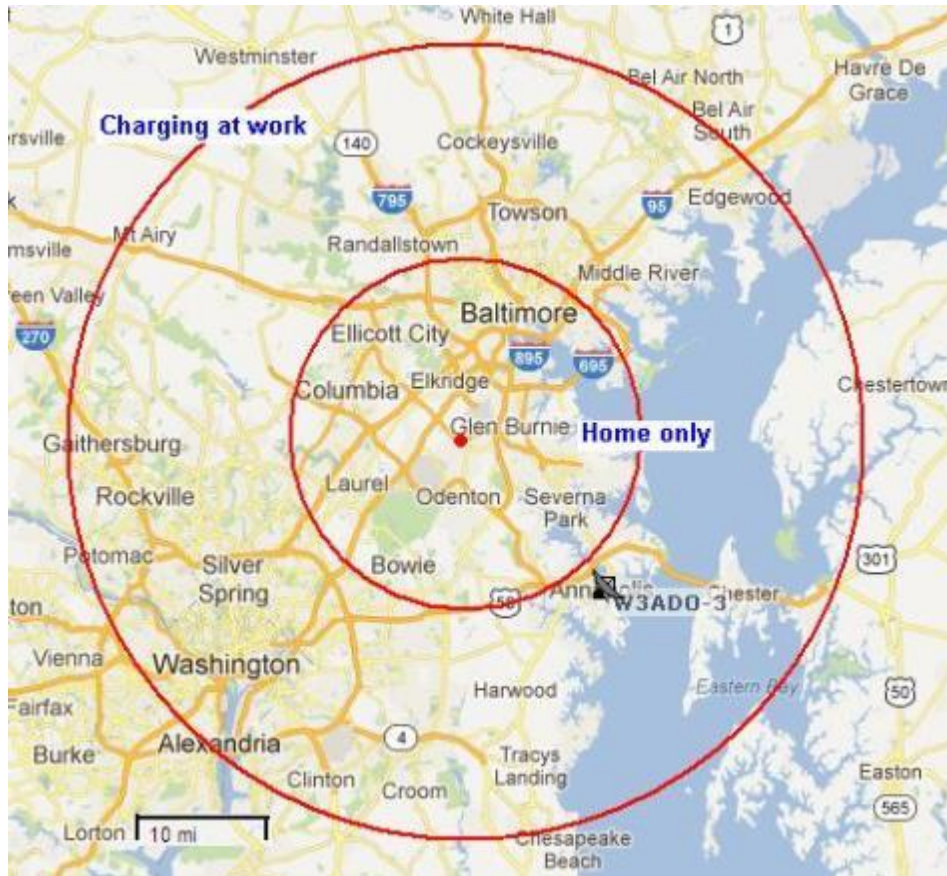 White Hall
1
Westminster
Bel Air North
Havre De
Grace
Bel Air
South
Charging at work
140
Cockeysville
795
95
Edgewood
Towson
Mt Airy
Randallstown
Middle River
Baltimore
Ellicott City
270
895
695
Columbia
Elkridge
Chestertown
Glen Burnie
Home only
Gaithersburg
Laurel
Odenton
Severna
Park
Rockville
Potomac
Silver
Spring
Bowie
301
50
W3ADO-3
Chester
Vienna
Washington
Harwood
Eastern Bay
50
Fairfax
Burke
Alexandria
4
Tracys
Landing
Clinton
Croom
Easton
565
Lorton
10 mi
Chesapeake
Beach